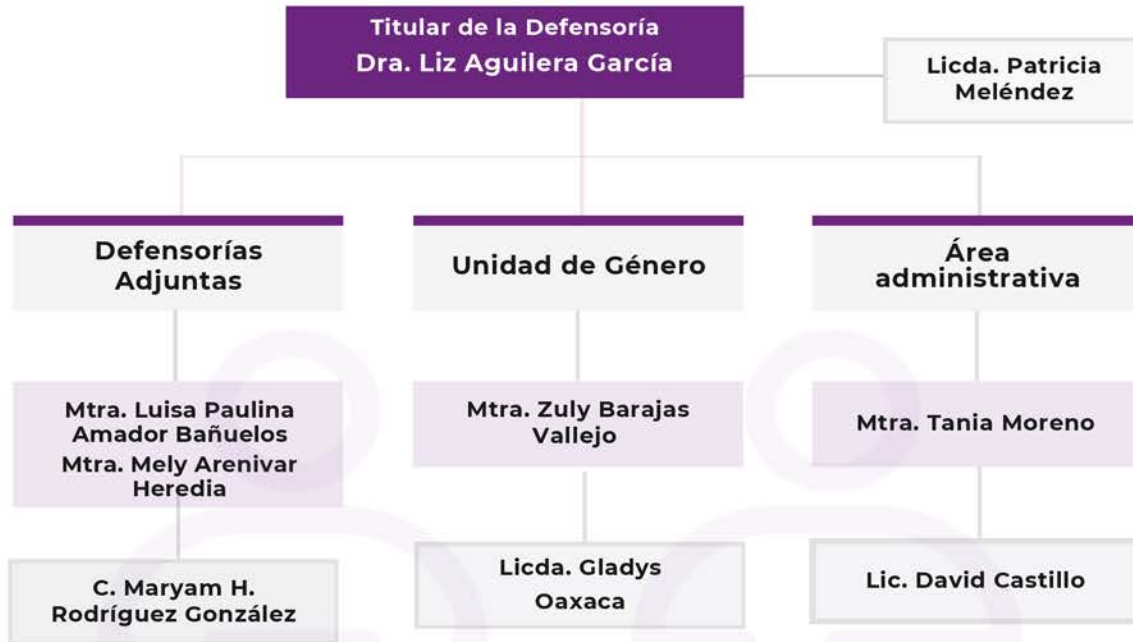 Titular de la Defensoría
Dra. Liz Aguilera García
Licda. Patricia
Meléndez
Defensorías
Adjuntas
Unidad de Género
Área
administrativa
Mtra. Luisa Paulina
Amador Bañuelos
Mtra. Mely Arenivar
Heredia
Mtra. Zuly Barajas
Vallejo
Mtra. Tania Moreno
C. Maryam H.
Rodríguez González
Licda. Gladys
Oaxaca
Lic. David Castillo